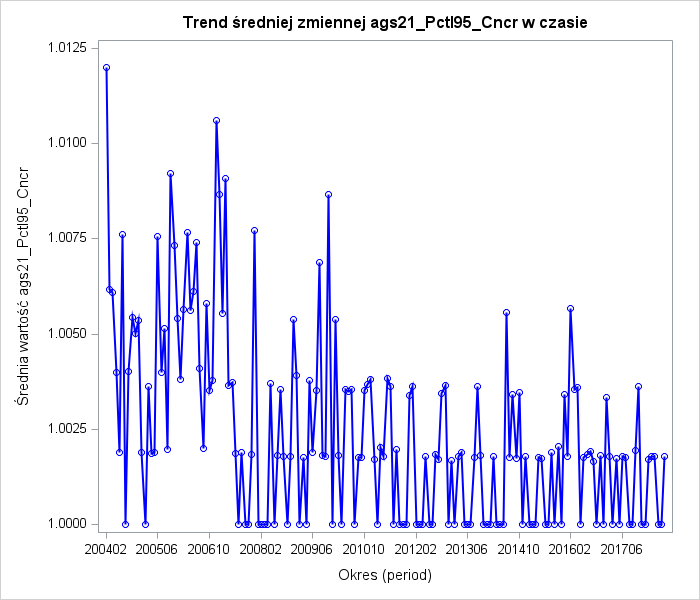 Trend średniej zmiennej ags21_Pctl95_Cncr w czasie
1.0125
1.0100
1.0075
1.0050
1.0025
1.0000
Średnia wartość ags21_Pctl95_Cncr
200402 200506 200610 200802 200906 201010 201202 201306 201410 201602 201706
Okres (period)